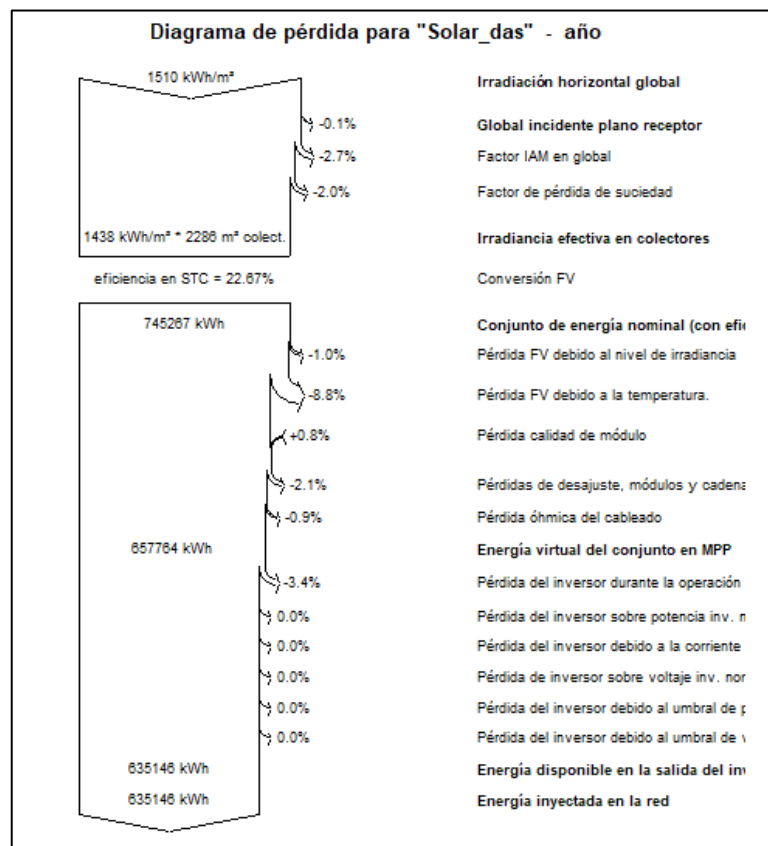 Diagrama de pérdida para "Solar_das" - año
1510 kWh/m² Irradiación horizontal global
-0.1% Global incidente plano receptor
-2.7% Factor IAM en global
-2.0% Factor de pérdida de suciedad
1438 kWh/m² * 2286 m² colect. Irradiancia efectiva en colectores
eficiencia en STC = 22.67% Conversión FV
745267 kWh Conjunto de energía nominal (con efi
-1.0% Pérdida FV debido al nivel de irradiancia
-8.8% Pérdida FV debido a la temperatura.
+0.8% Pérdida calidad de módulo
-2.1% Pérdidas de desajuste, módulos y cadena
-0.9% Pérdida óhmica del cableado
657764 kWh Energía virtual del conjunto en MPP
-3.4% Pérdida del inversor durante la operación
0.0% Pérdida del inversor sobre potencia inv. n
0.0% Pérdida del inversor debido a la corriente
0.0% Pérdida de inversor sobre voltaje inv. nor
0.0% Pérdida del inversor debido al umbral de p
0.0% Pérdida del inversor debido al umbral de v
635146 kWh Energía disponible en la salida del inv
635146 kWh Energía inyectada en la red